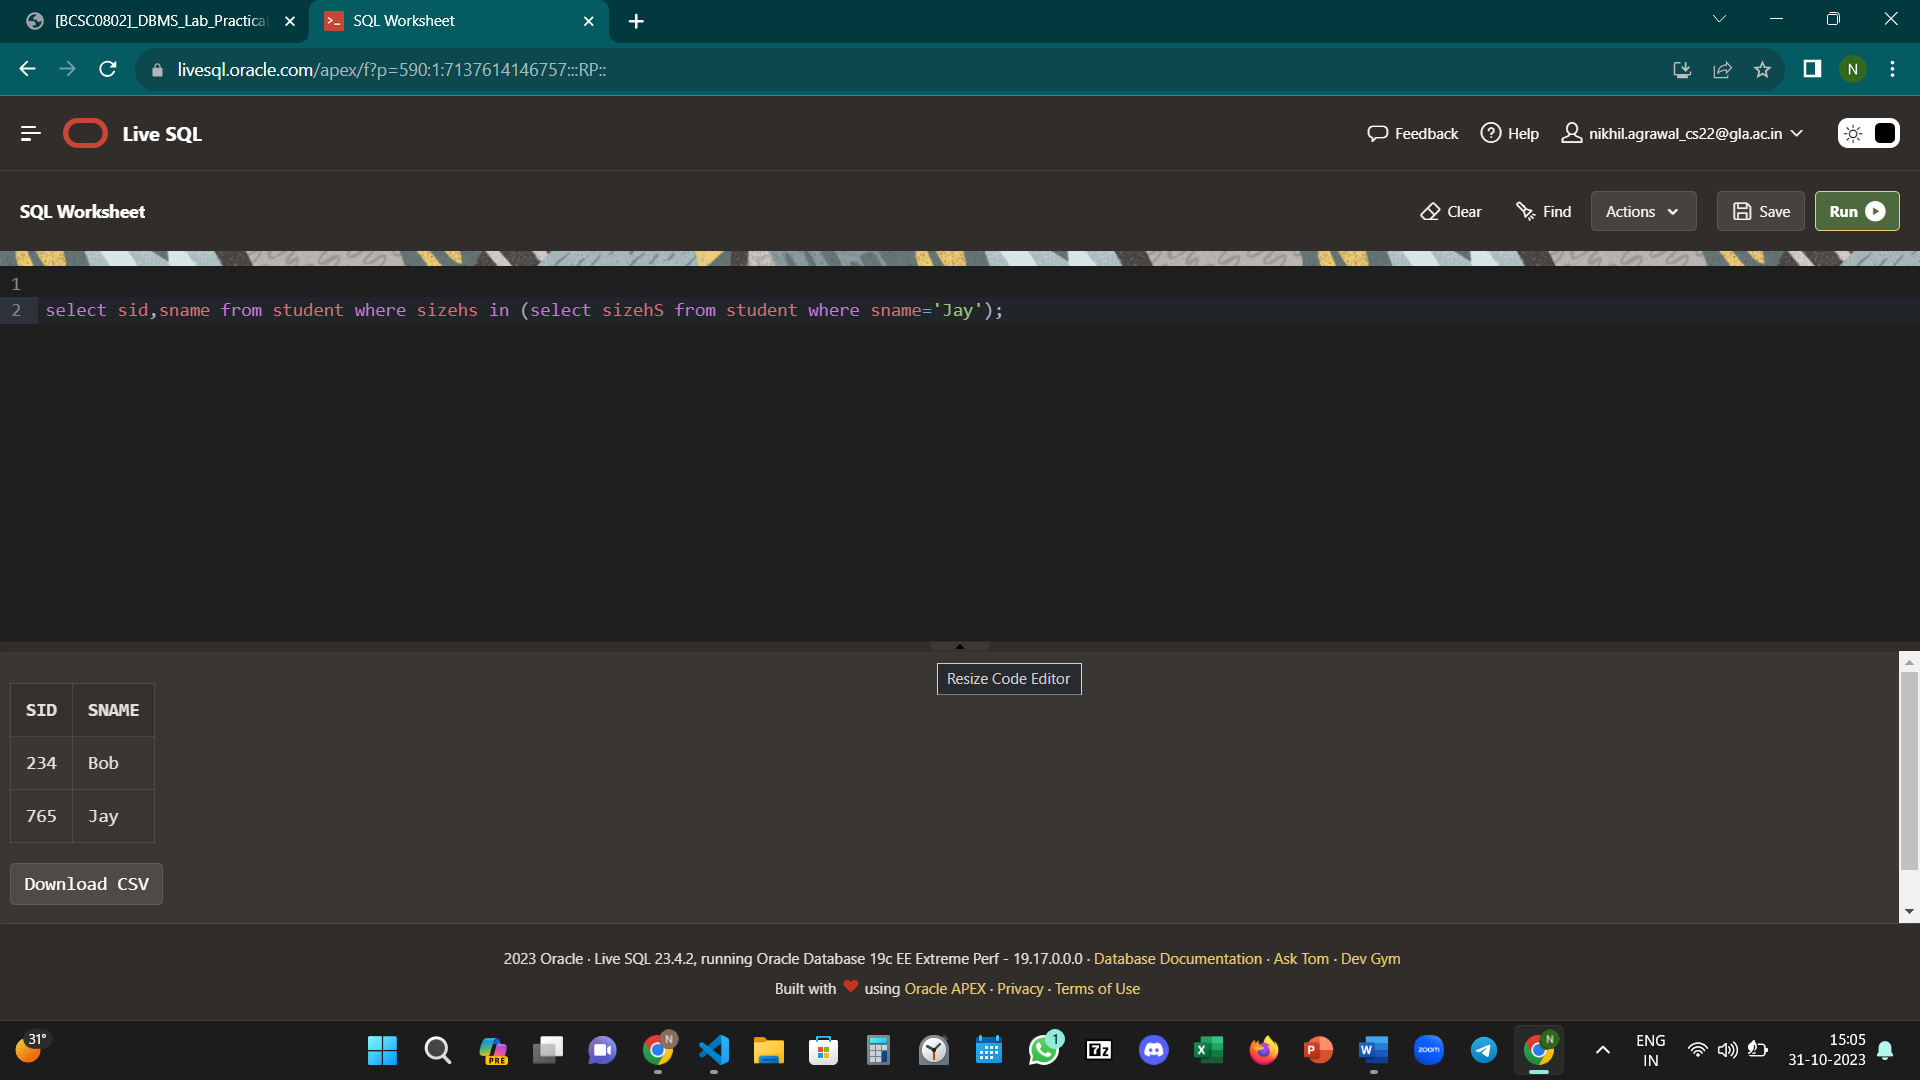 [BCSC0802]_DBMS_Lab_Practica
SQL Worksheet
livesql.oracle.com/apex/f?p=590:1:7137614146757:::RP::
N
Live SQL
Feedback
Help
nikhil.agrawal_cs22@gla.ac.in
SQL Worksheet
Clear
Find
Actions
Save
Run
1
2 select sid,sname from student where sizehs in (select sizehS from student where sname='Jay');
Resize Code Editor
SID SNAME
234 Bob
765 Jay
Download CSV
2023 Oracle · Live SQL 23.4.2, running Oracle Database 19c EE Extreme Perf - 19.17.0.0.0 · Database Documentation · Ask Tom · Dev Gym
Built with ❤ using Oracle APEX · Privacy · Terms of Use
31°
PRE
N
1
7z
X
P
W
zoom
N
ENG
IN
15:05
31-10-2023